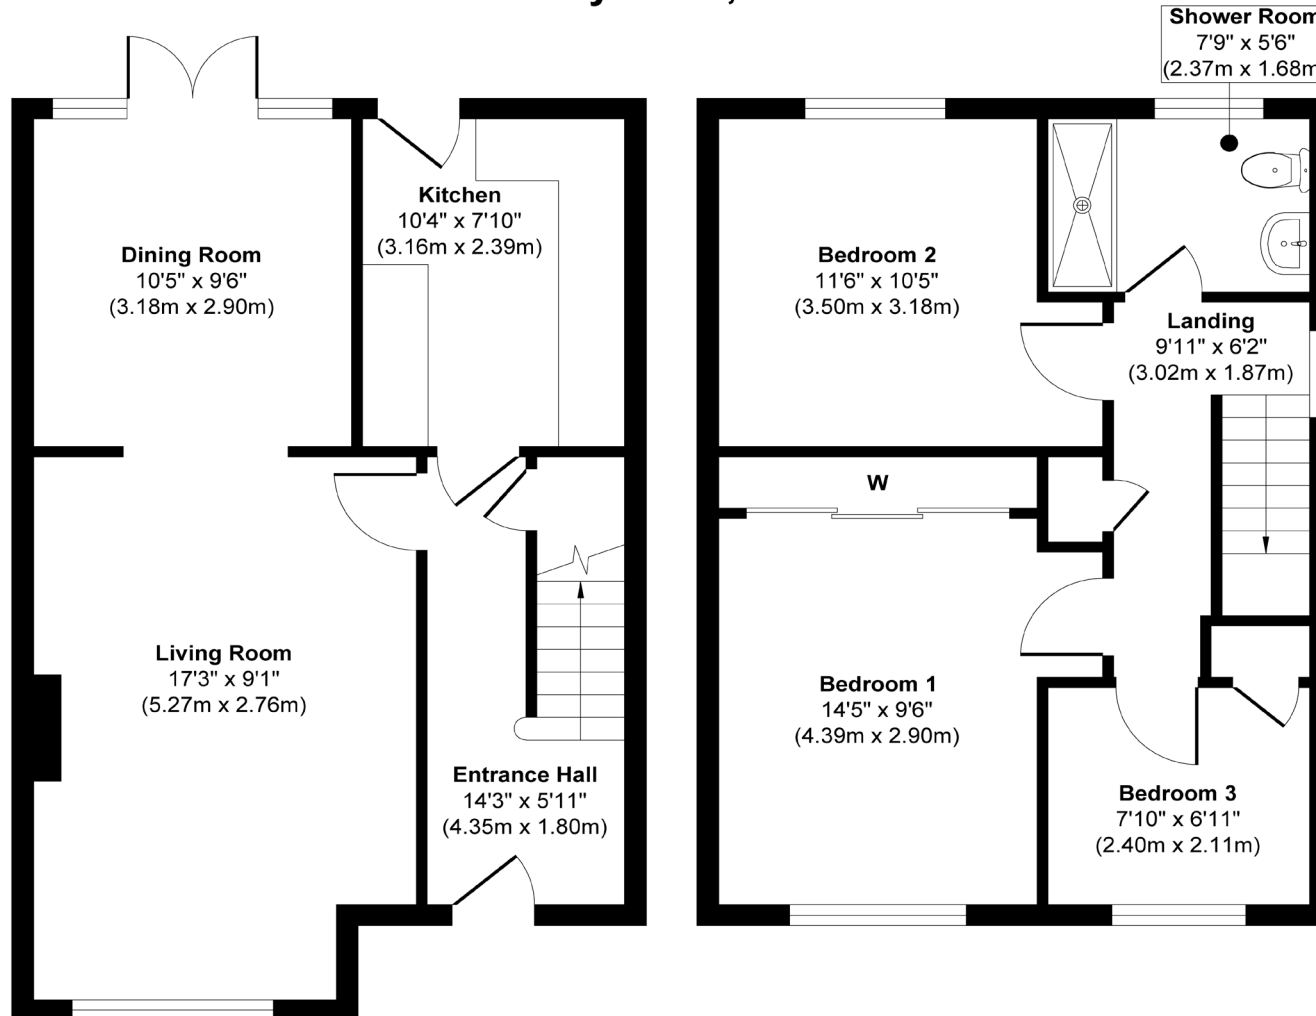 Shower Room
7'9" x 5'6"
(2.37m x 1.68m
Kitchen
10'4" x 7'10"
(3.16m x 2.39m)
Dining Room
10'5" x 9'6"
(3.18m x 2.90m)
Bedroom 2
11'6" x 10'5"
(3.50m x 3.18m)
Landing
9'11" x 6'2"
(3.02m x 1.87m)
W
Living Room
17'3" x 9'1"
(5.27m x 2.76m)
Bedroom 1
14'5" x 9'6"
(4.39m x 2.90m)
Entrance Hall
14'3" x 5'11"
(4.35m x 1.80m)
Bedroom 3
7'10" x 6'11"
(2.40m x 2.11m)